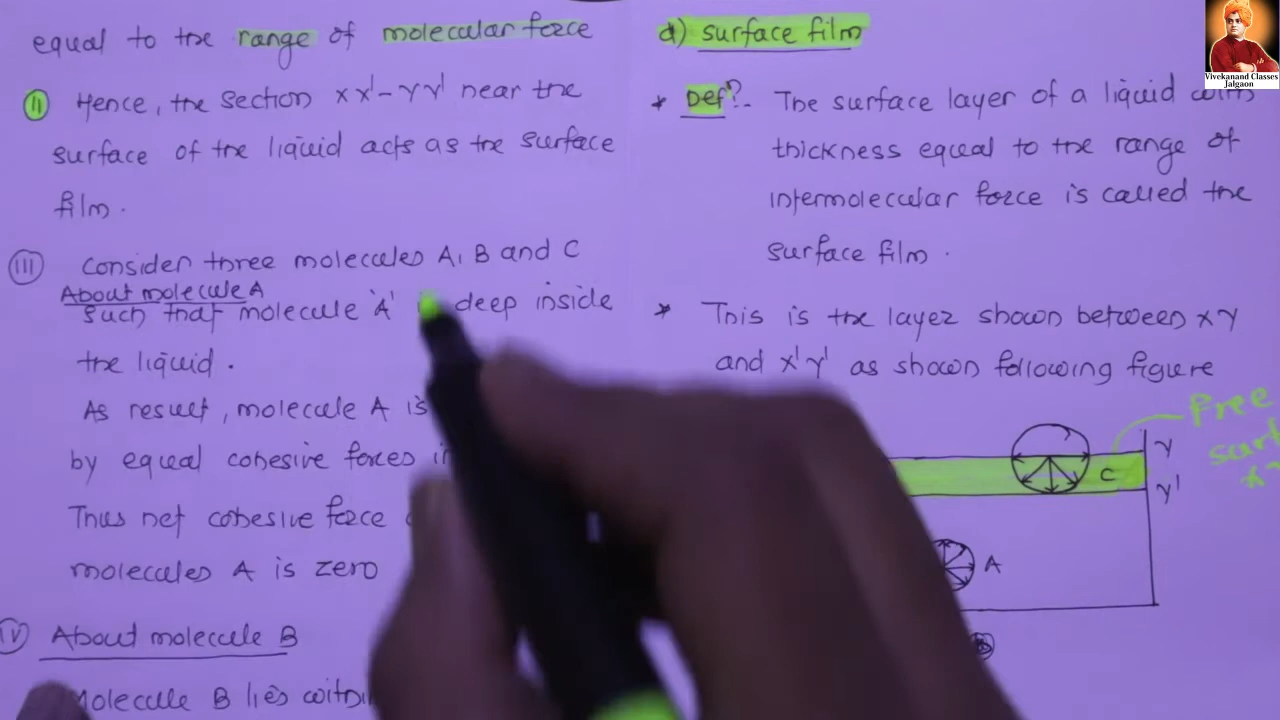 equal to the range of molecular force
II Hence, the section xx' - yy' near the
surface of the liquid acts as the surface
film.
III Consider three molecules A, B and C
About molecule A
such that molecule 'A' deep inside
the liquid.
As result, molecule A is
by equal cohesive forces
Thus net cohesive force
molecules A is zero
IV About molecule B
Molecule B lies
d) surface film
* Defn:- The surface layer of a liquid with
thickness equal to the range of
intermolecular force is called the
surface film.
* This is the layer shown between xy
and x'y' as shown following figure
Free
Y
C
Y'
A
Vivekanand Classes
Jalgaon